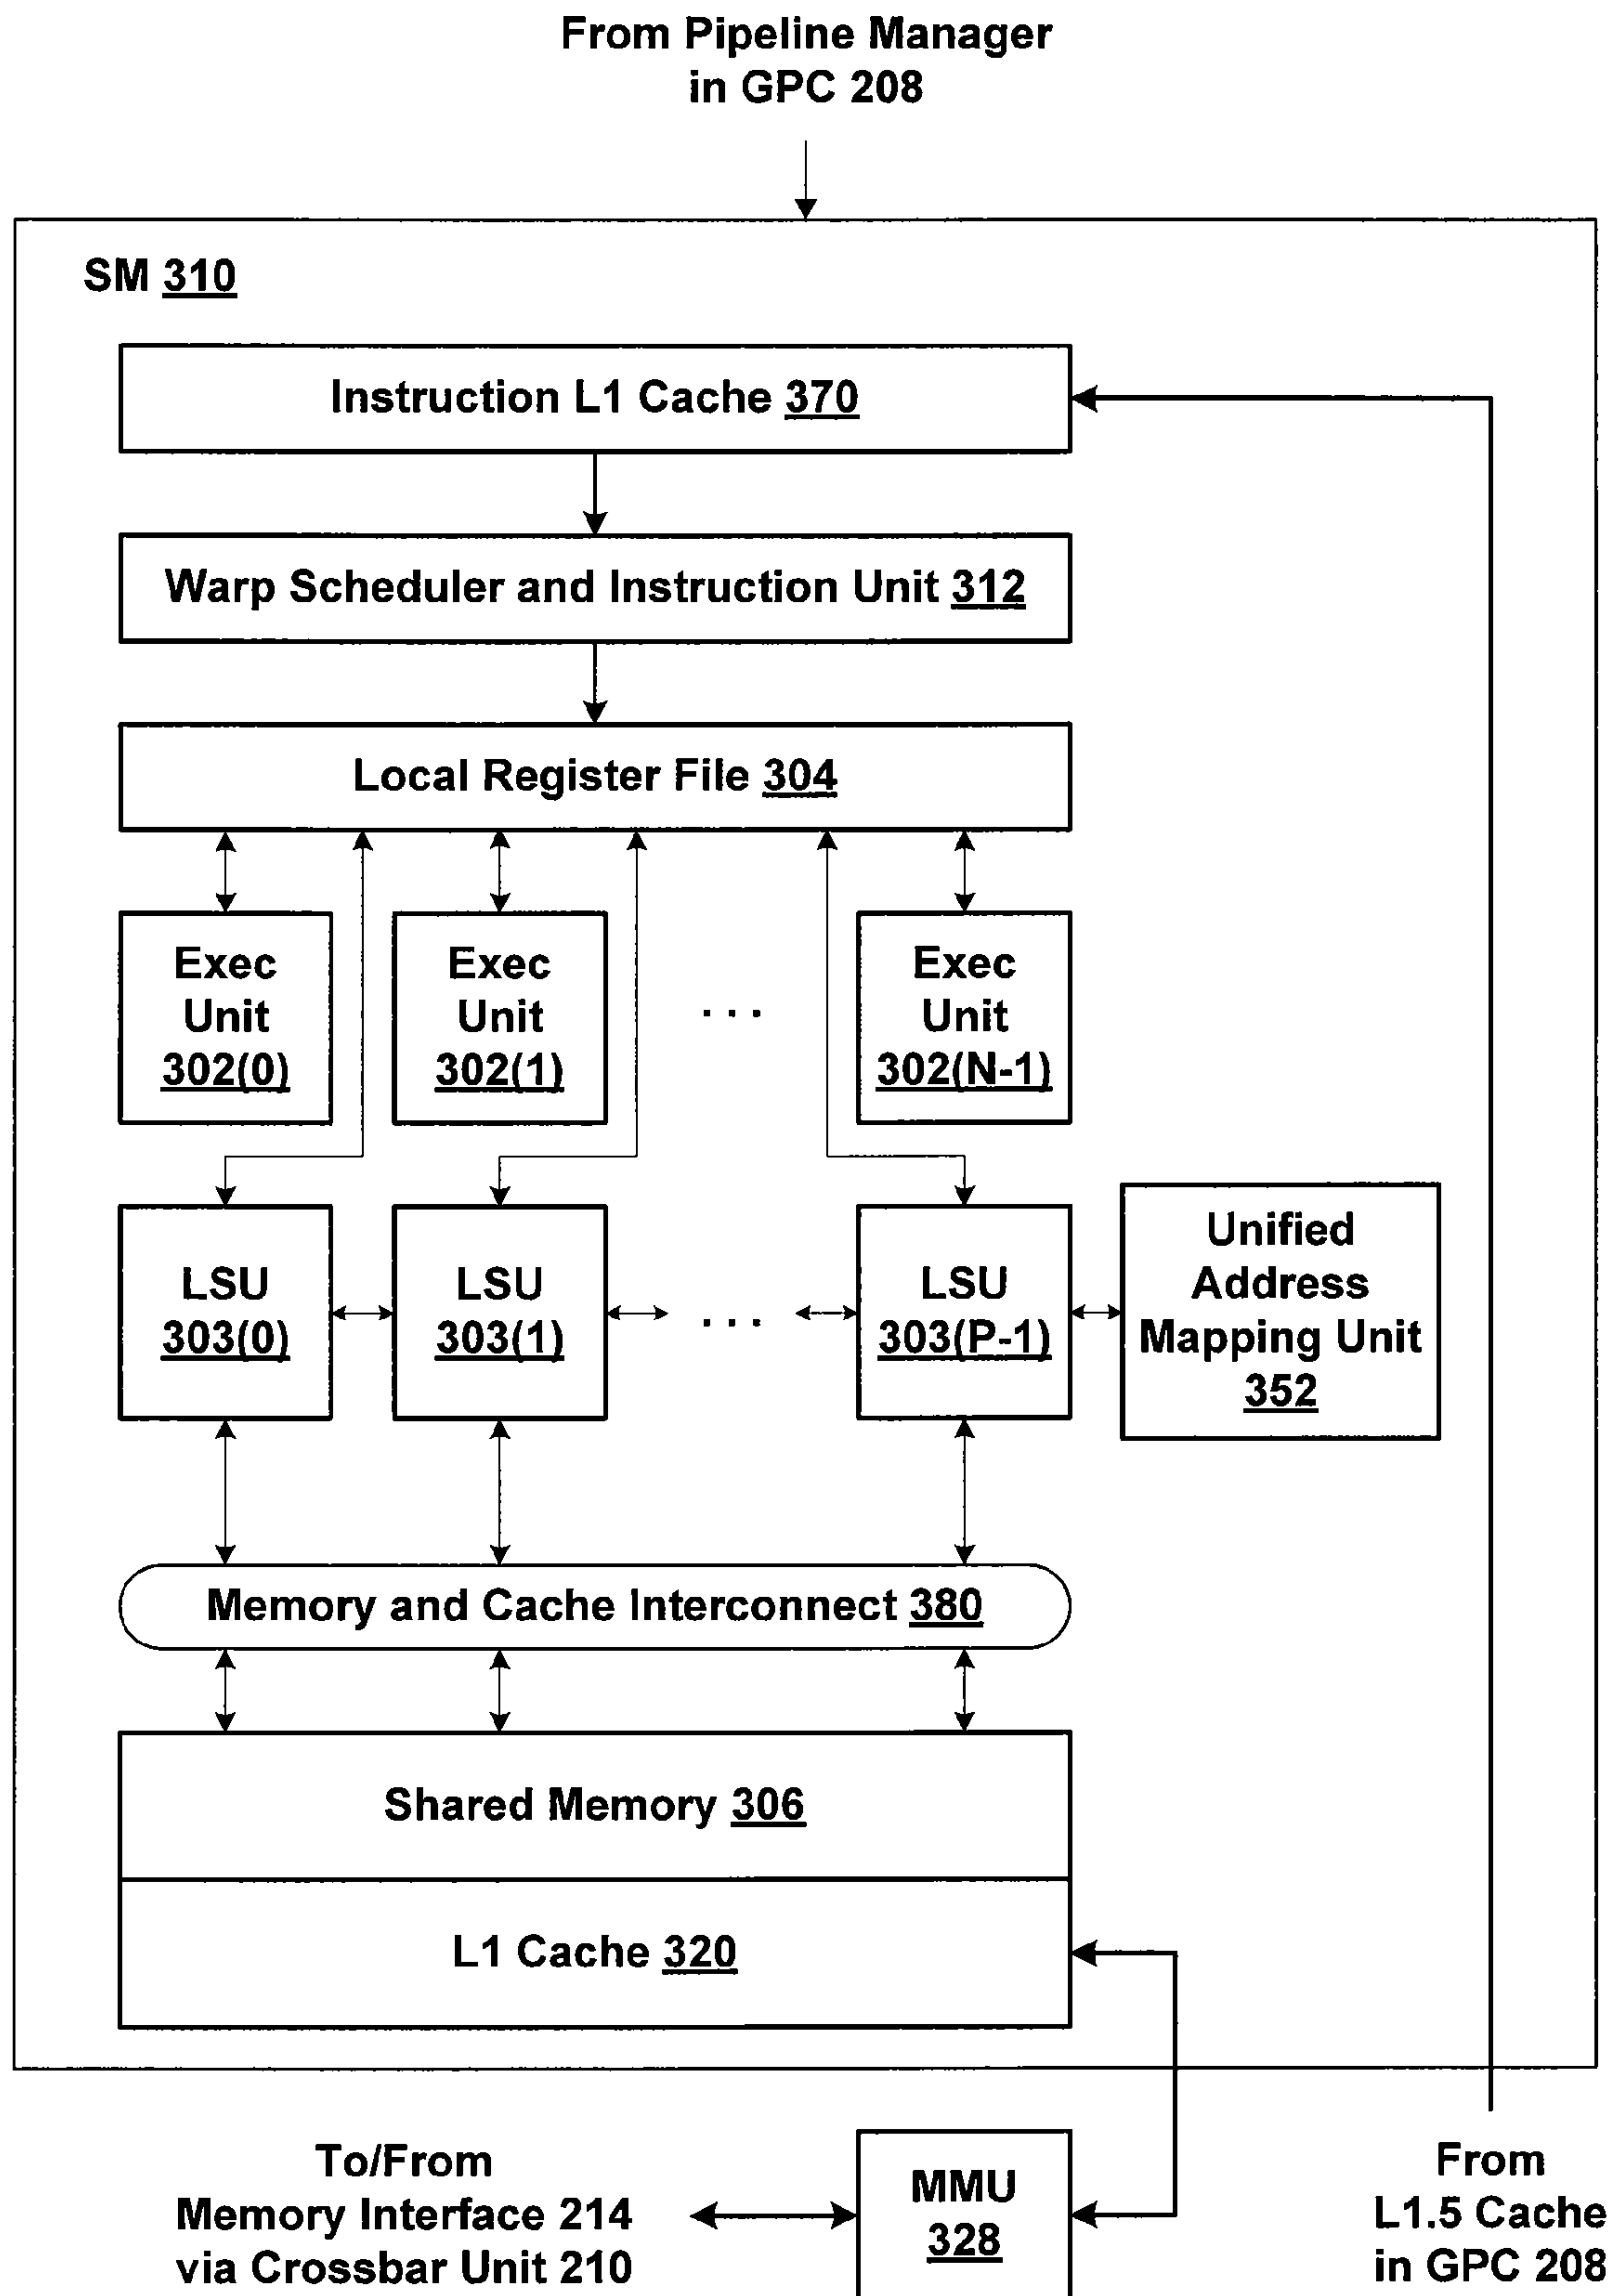 From Pipeline Manager
in GPC 208
SM 310
Instruction L1 Cache 370
Warp Scheduler and Instruction Unit 312
Local Register File 304
Exec
Unit
302(0)
Exec
Unit
302(1)
. . .
Exec
Unit
302(N-1)
LSU
303(0)
LSU
303(1)
. . .
LSU
303(P-1)
Unified
Address
Mapping Unit
352
Memory and Cache Interconnect 380
Shared Memory 306
L1 Cache 320
To/From
Memory Interface 214
via Crossbar Unit 210
MMU
328
From
L1.5 Cache
in GPC 208